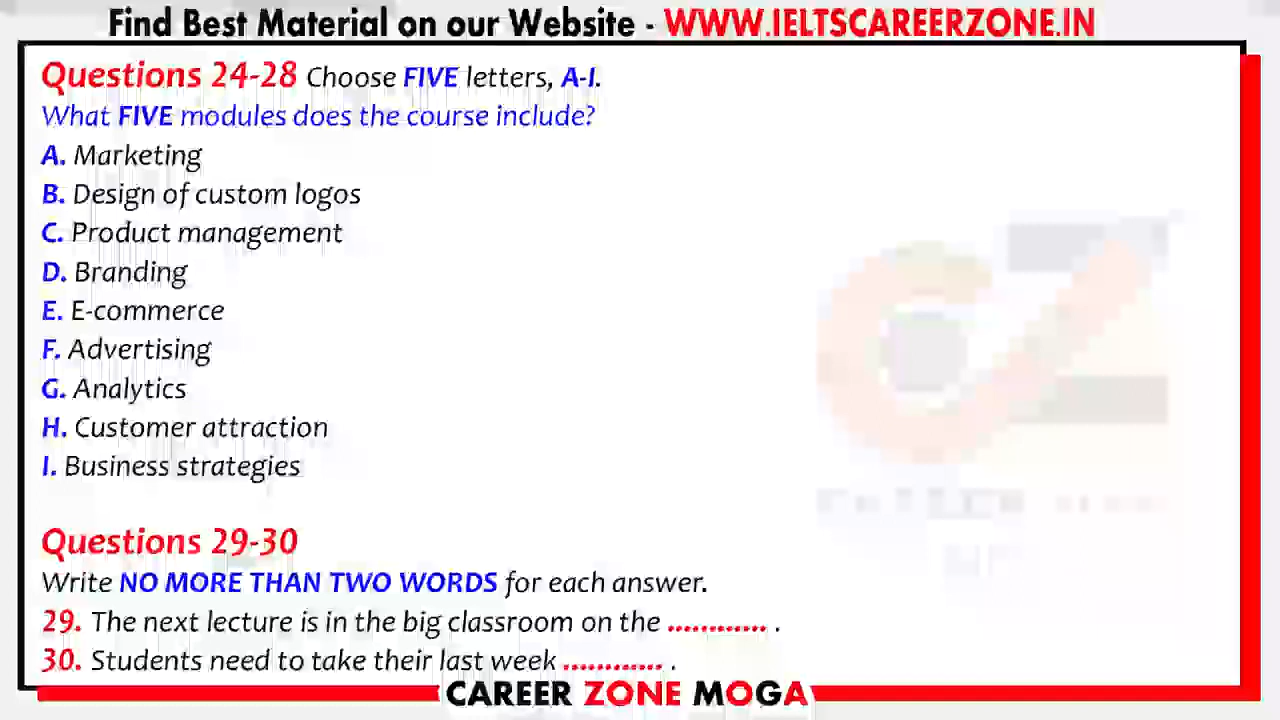 Find Best Material on our Website - WWW.IELTSCAREERZONE.IN
Questions 24-28 Choose FIVE letters, A-I.
What FIVE modules does the course include?
A. Marketing
B. Design of custom logos
C. Product management
D. Branding
E. E-commerce
F. Advertising
G. Analytics
H. Customer attraction
I. Business strategies
Questions 29-30
Write NO MORE THAN TWO WORDS for each answer.
29. The next lecture is in the big classroom on the ............ .
30. Students need to take their last week ............ .
CAREER ZONE MOGA